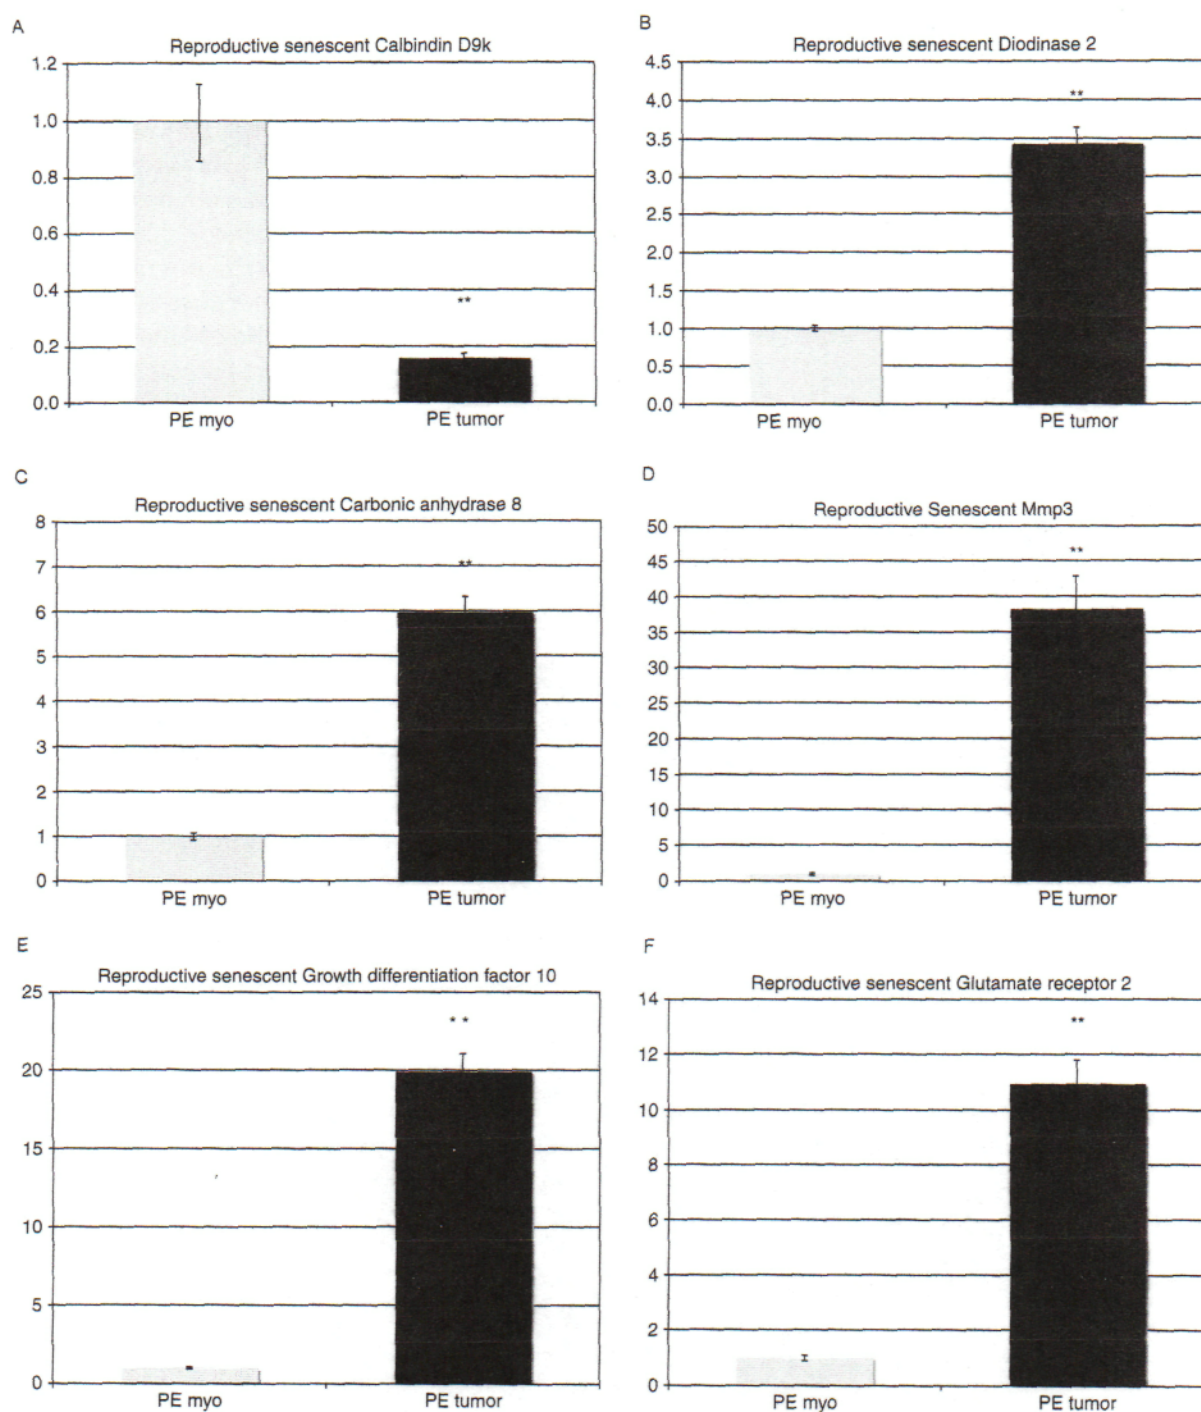 A
Reproductive senescent Calbindin D9k
1.2
1.0
0.8
0.6
0.4
0.2
0.0
**
PE myo
PE tumor
B
Reproductive senescent Diodinase 2
4.5
4.0
3.5
3.0
2.5
2.0
1.5
1.0
0.5
0.0
**
PE myo
PE tumor
C
Reproductive senescent Carbonic anhydrase 8
8
7
6
5
4
3
2
1
0
**
PE myo
PE tumor
D
Reproductive Senescent Mmp3
50
45
40
35
30
25
20
15
10
5
0
**
PE myo
PE tumor
E
Reproductive senescent Growth differentiation factor 10
25
20
15
10
5
0
* *
PE myo
PE tumor
F
Reproductive senescent Glutamate receptor 2
14
12
10
8
6
4
2
0
**
PE myo
PE tumor